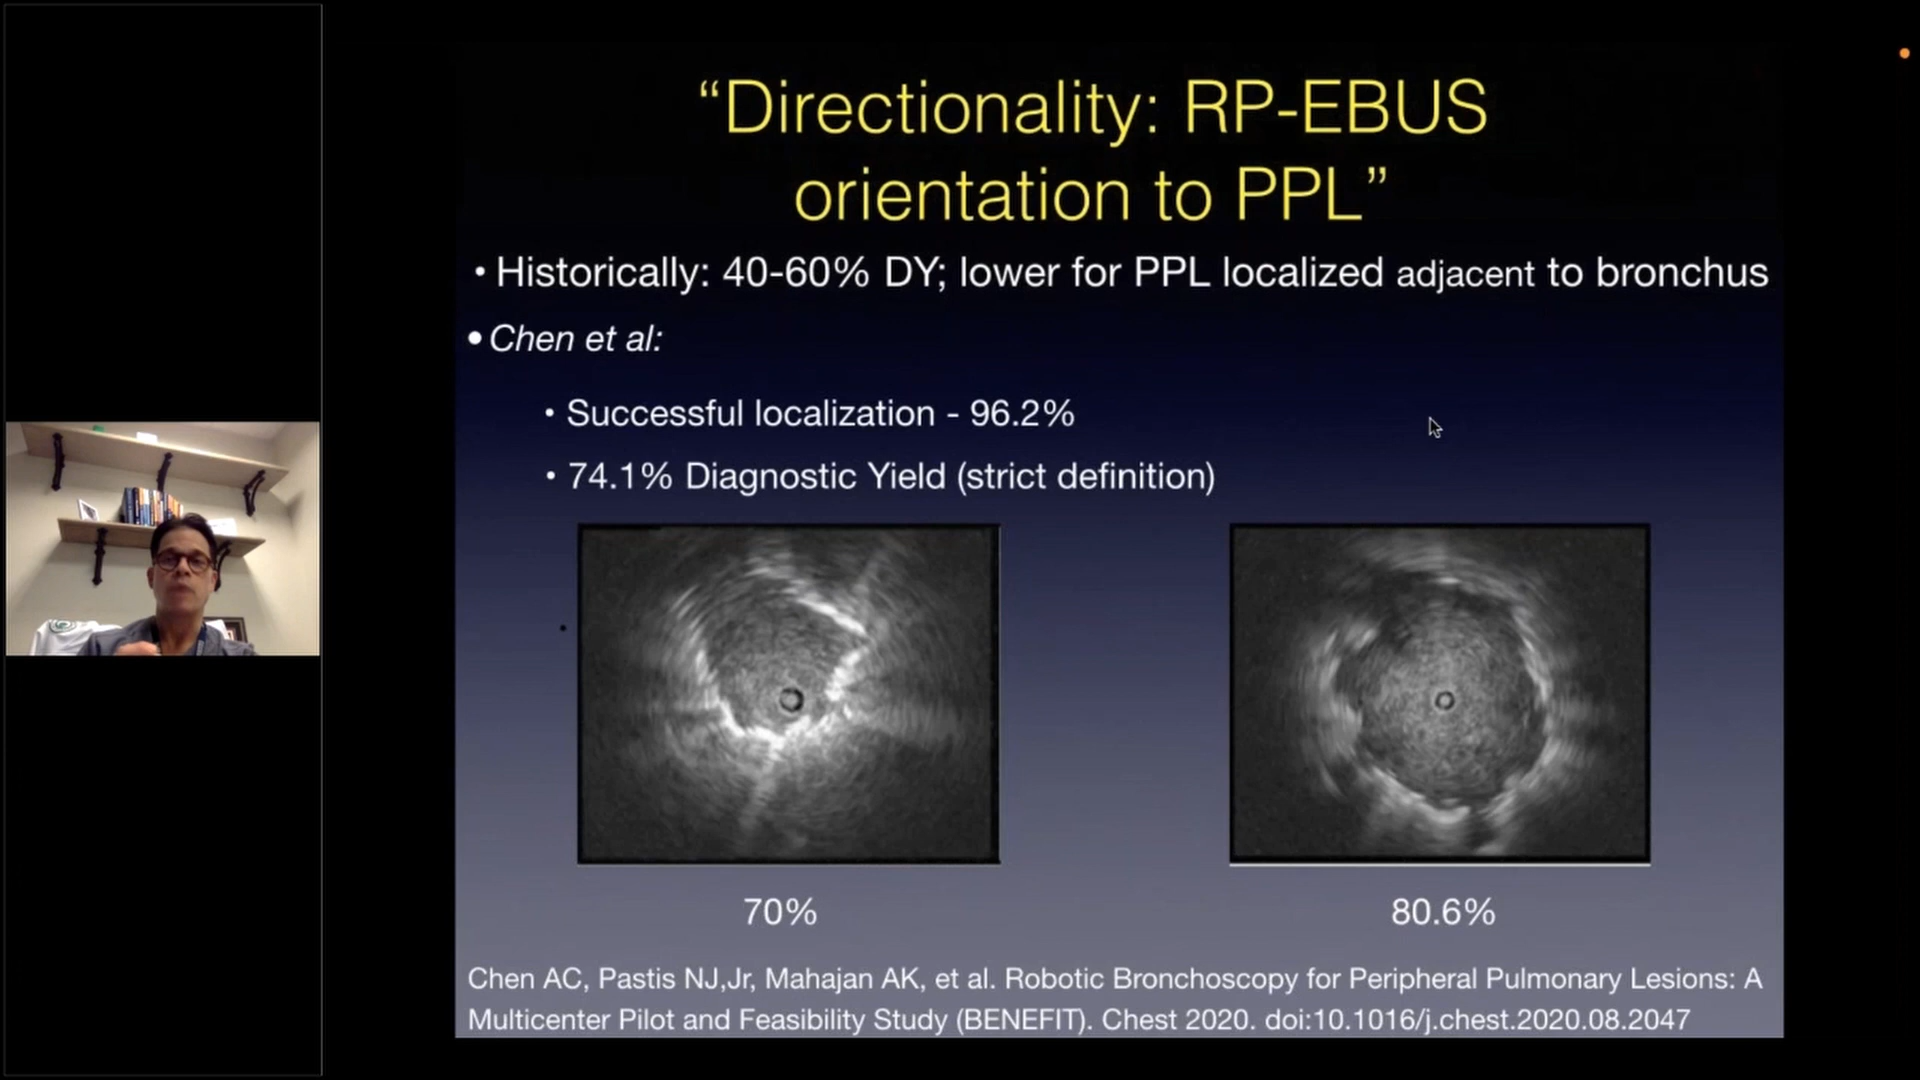 “Directionality: RP-EBUS
orientation to PPL”
• Historically: 40-60% DY; lower for PPL localized adjacent to bronchus
• Chen et al:
• Successful localization - 96.2%
• 74.1% Diagnostic Yield (strict definition)
70%
80.6%
Chen AC, Pastis NJ,Jr, Mahajan AK, et al. Robotic Bronchoscopy for Peripheral Pulmonary Lesions: A
Multicenter Pilot and Feasibility Study (BENEFIT). Chest 2020. doi:10.1016/j.chest.2020.08.2047